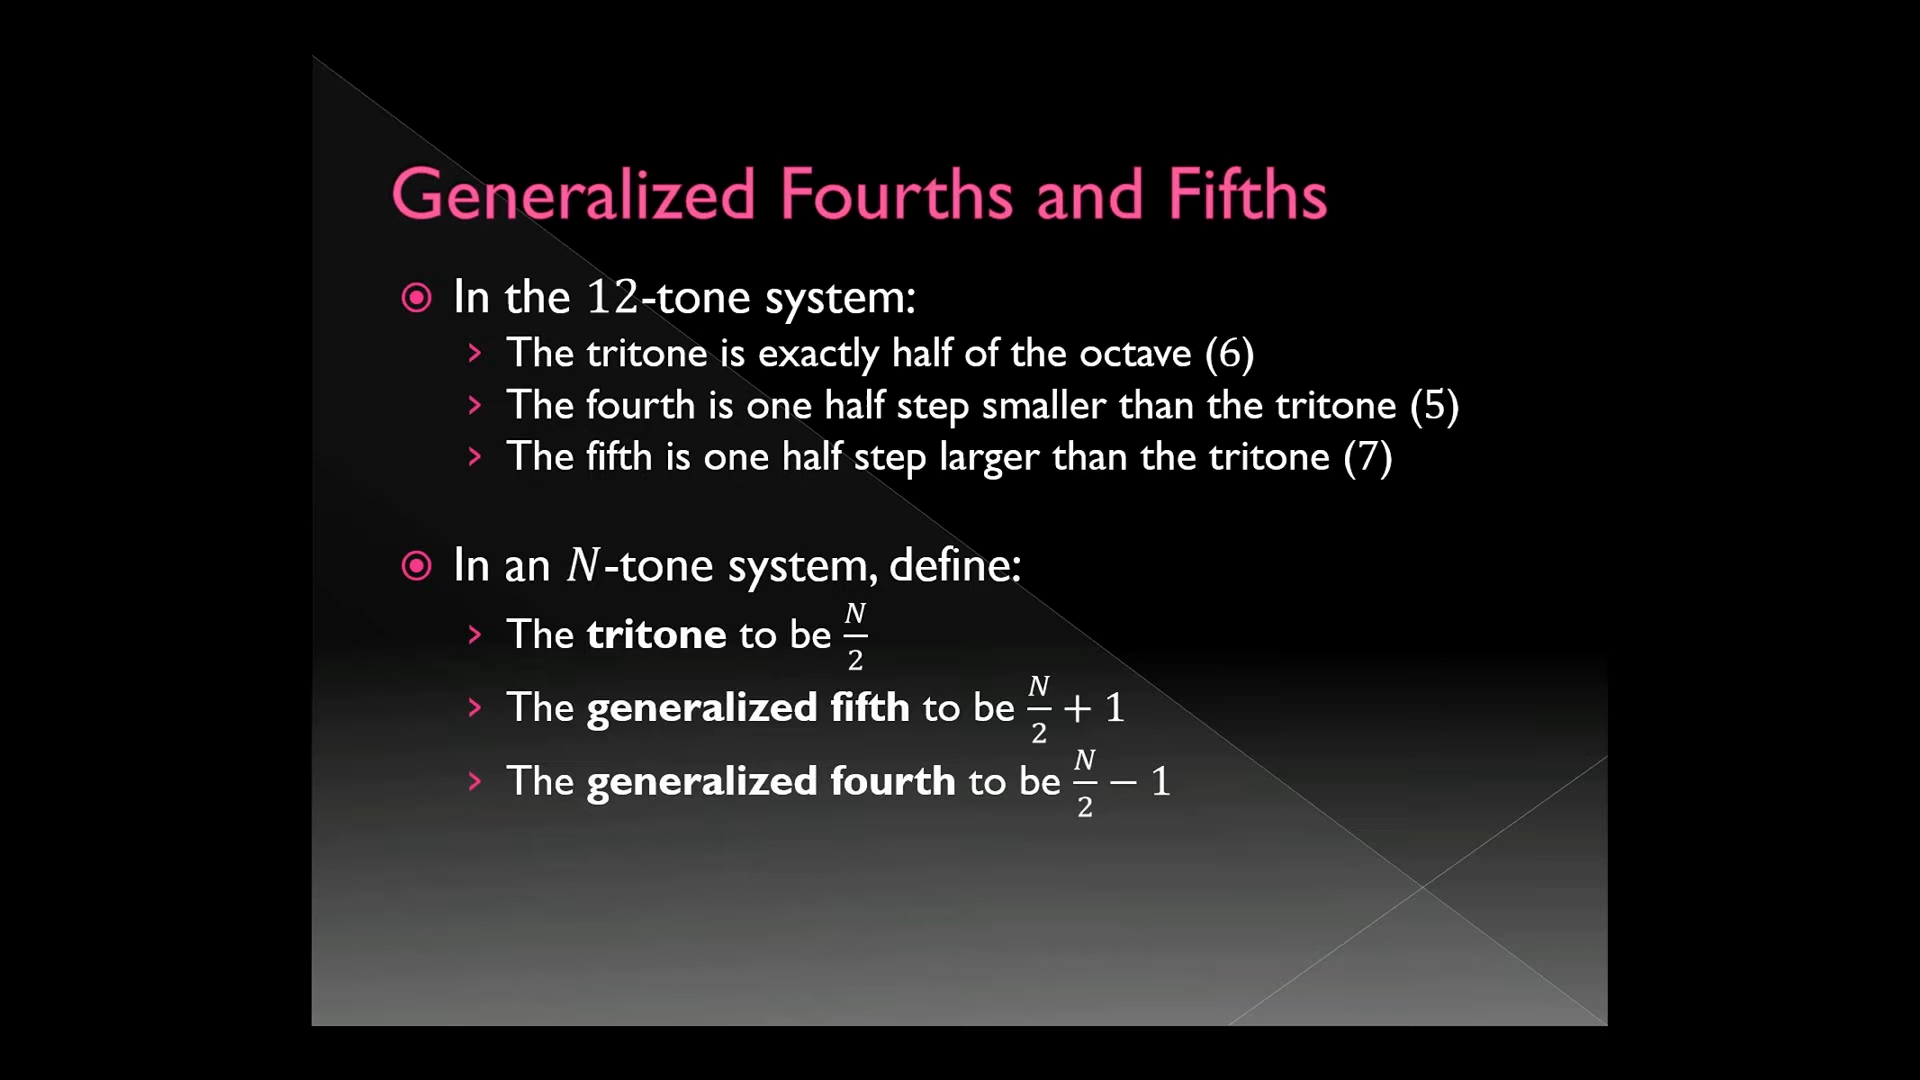 Generalized Fourths and Fifths
In the 12-tone system:
The tritone is exactly half of the octave (6)
The fourth is one half step smaller than the tritone (5)
The fifth is one half step larger than the tritone (7)
In an N-tone system, define:
The tritone to be N/2
The generalized fifth to be N/2 + 1
The generalized fourth to be N/2 − 1